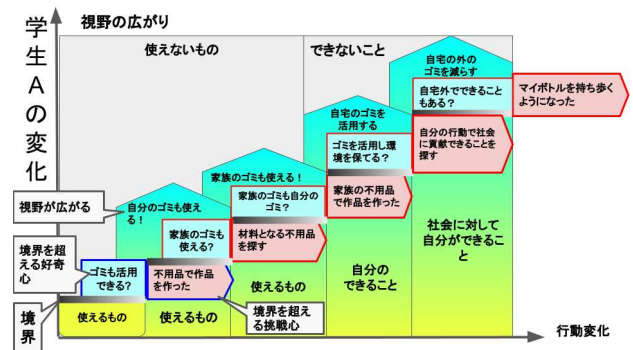 学生Aの変化
視野の広がり
使えないもの
できないこと
自宅の外の
ゴミを減らす
自宅外でできること
もある？
マイボトルを持ち歩く
ようになった
自宅のゴミを
活用する
ゴミを活用し環
境を保てる？
自分の行動で社会
に貢献できることを
探す
家族のゴミも使える！
家族のゴミも自分の
ゴミ？
家族の不用品
で作品を作った
視野が広がる
自分のゴミも使え
る！
家族のゴミも
使える？
材料となる不用品
を探す
社会に対して
自分ができるこ
と
境界を超
える好奇
心
ゴミも活用
できる？
不用品で作品
を作った
境界を超え
る挑戦心
使えるもの
自分の
できること
境界
使えるもの
使えるもの
行動変化